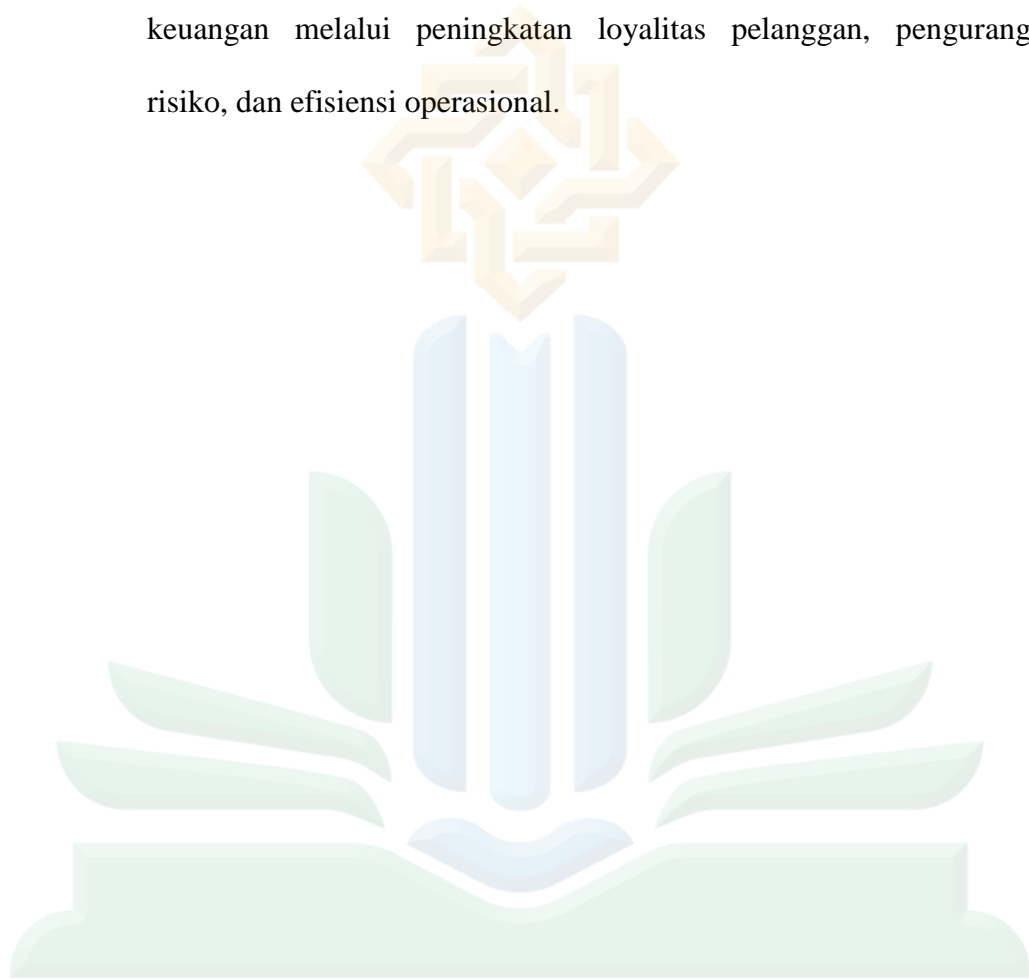 keuangan melalui peningkatan loyalitas pelanggan, pengurang
risiko, dan efisiensi operasional.